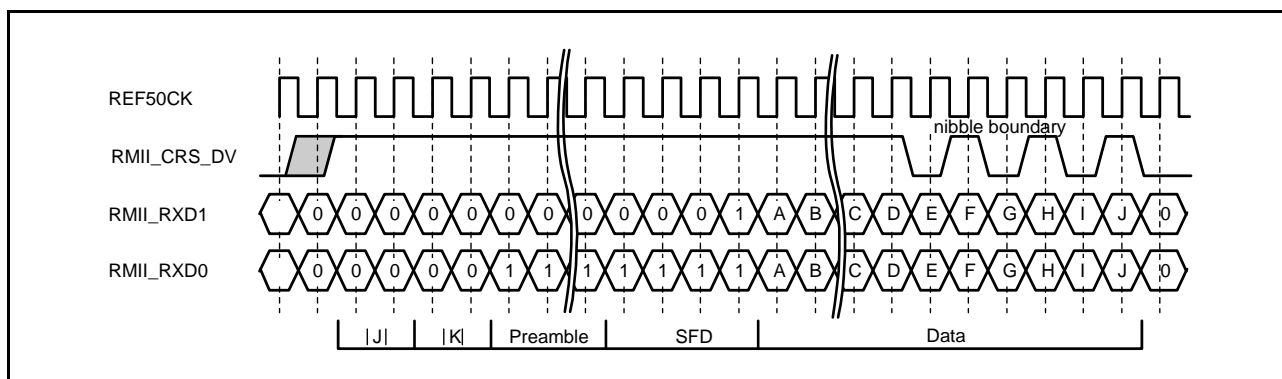 REF50CK
nibble boundary
RMII_CRS_DV
RMII_RXD1 0 0 0 0 0 0 0 0 0 0 0 1 A B C D E F G H I J 0
RMII_RXD0 0 0 0 0 0 1 1 1 1 1 1 1 A B C D E F G H I J 0
|J| |K| Preamble SFD Data